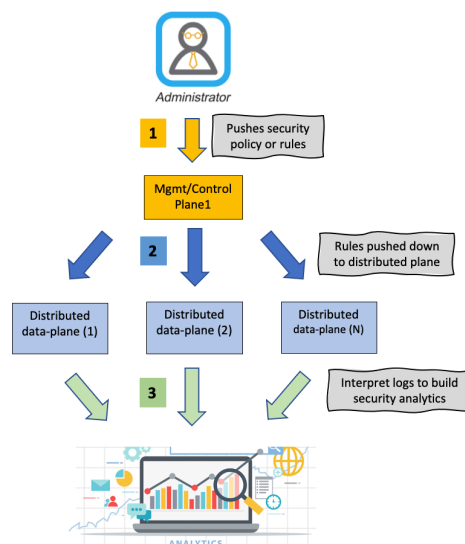 Administrator
1
Pushes security
policy or rules
Mgmt/Control
Plane1
2
Rules pushed down
to distributed plane
Distributed
data-plane (1)
Distributed
data-plane (2)
Distributed
data-plane (N)
3
Interpret logs to build
security analytics
ANALYTICS